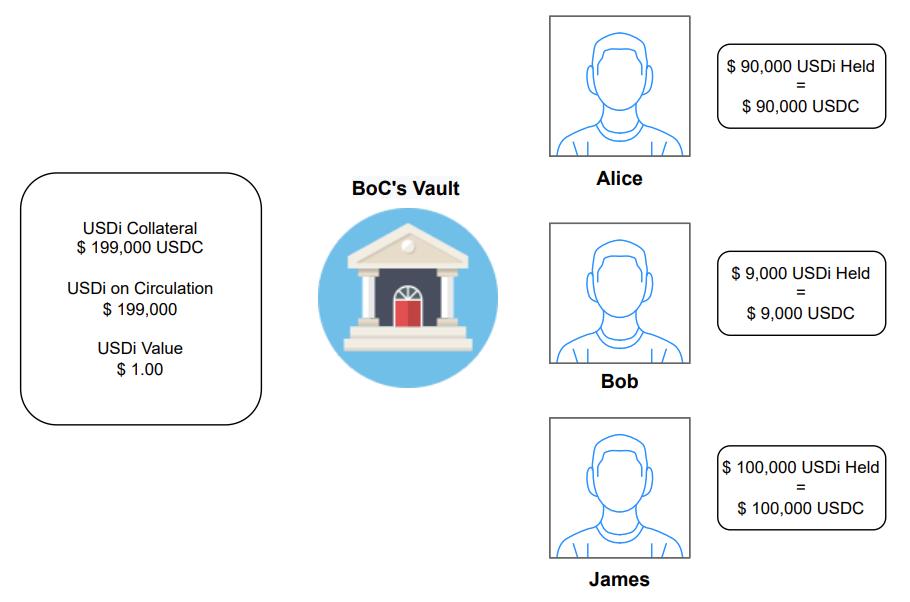 USDi Collateral
$ 199,000 USDC
USDi on Circulation
$ 199,000
USDi Value
$ 1.00
BoC's Vault
$ 90,000 USDi Held
=
$ 90,000 USDC
Alice
$ 9,000 USDi Held
=
$ 9,000 USDC
Bob
$ 100,000 USDi Held
=
$ 100,000 USDC
James